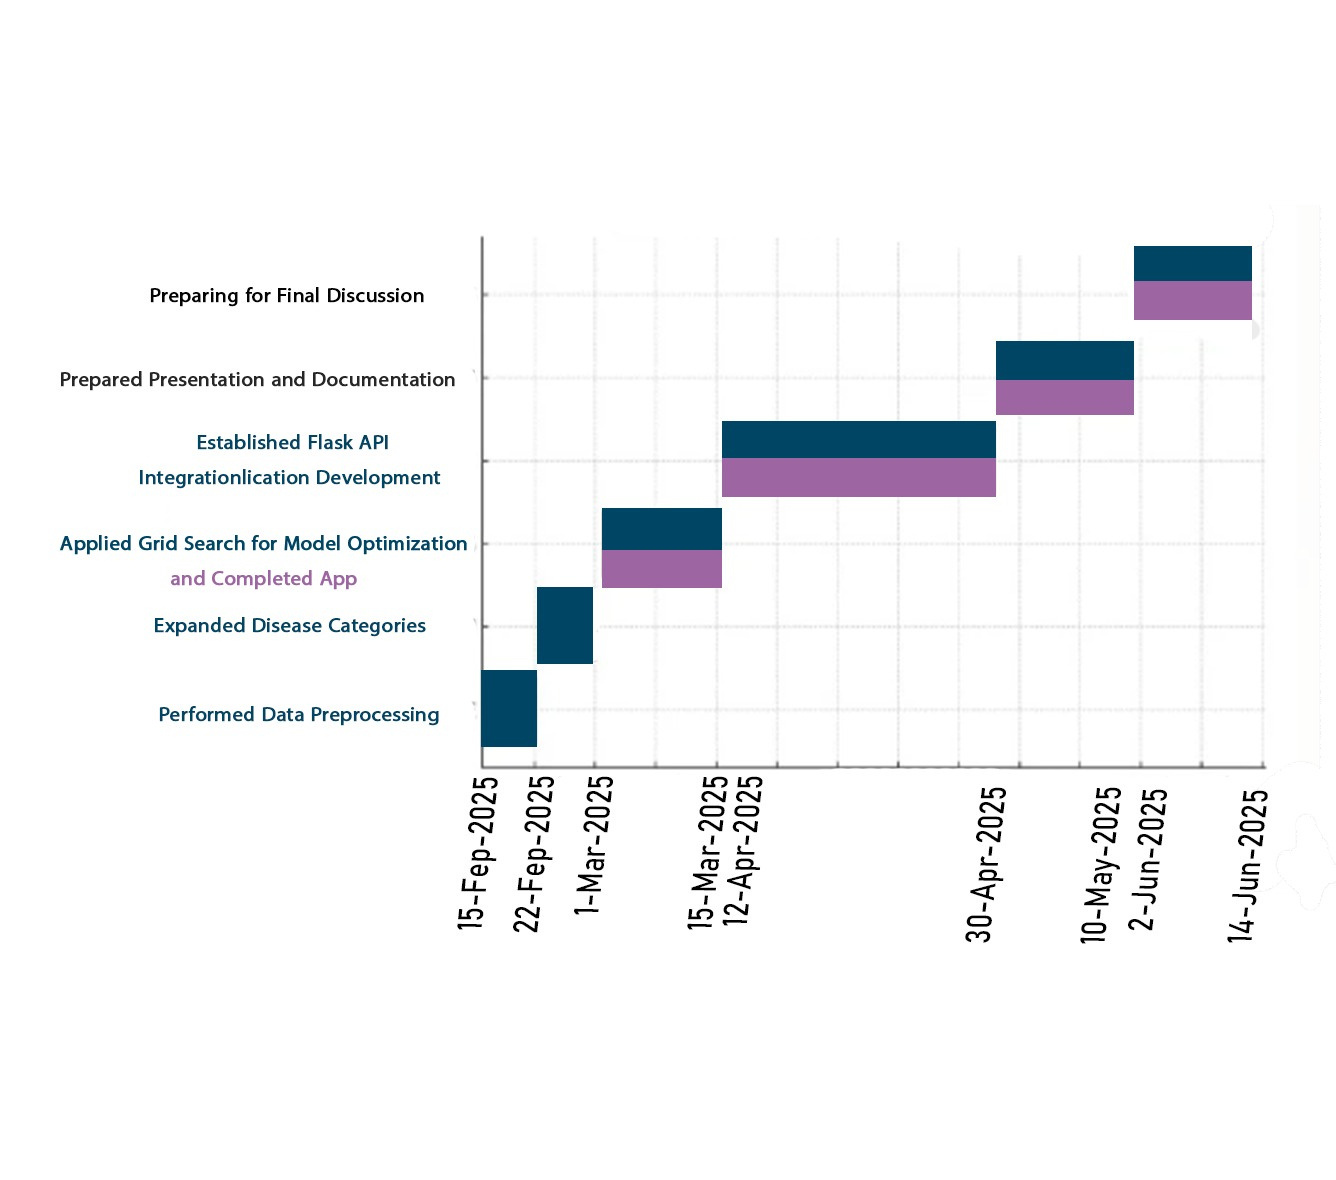 Preparing for Final Discussion
Prepared Presentation and Documentation
Established Flask API
Integrationlication Development
Applied Grid Search for Model Optimization
and Completed App
Expanded Disease Categories
Performed Data Preprocessing
15-Fep-2025
22-Fep-2025
1-Mar-2025
15-Mar-2025
12-Apr-2025
30-Apr-2025
10-May-2025
2-Jun-2025
14-Jun-2025